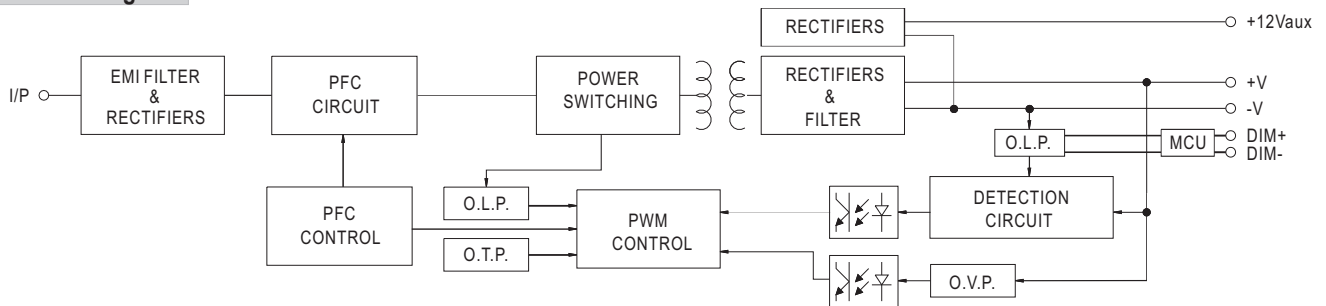 RECTIFIERS
+12Vaux
I/P
EMI FILTER
&
RECTIFIERS
PFC
CIRCUIT
POWER
SWITCHING
RECTIFIERS
&
FILTER
+V
-V
O.L.P.
MCU
DIM+
DIM-
PFC
CONTROL
O.L.P.
O.T.P.
PWM
CONTROL
DETECTION
CIRCUIT
O.V.P.